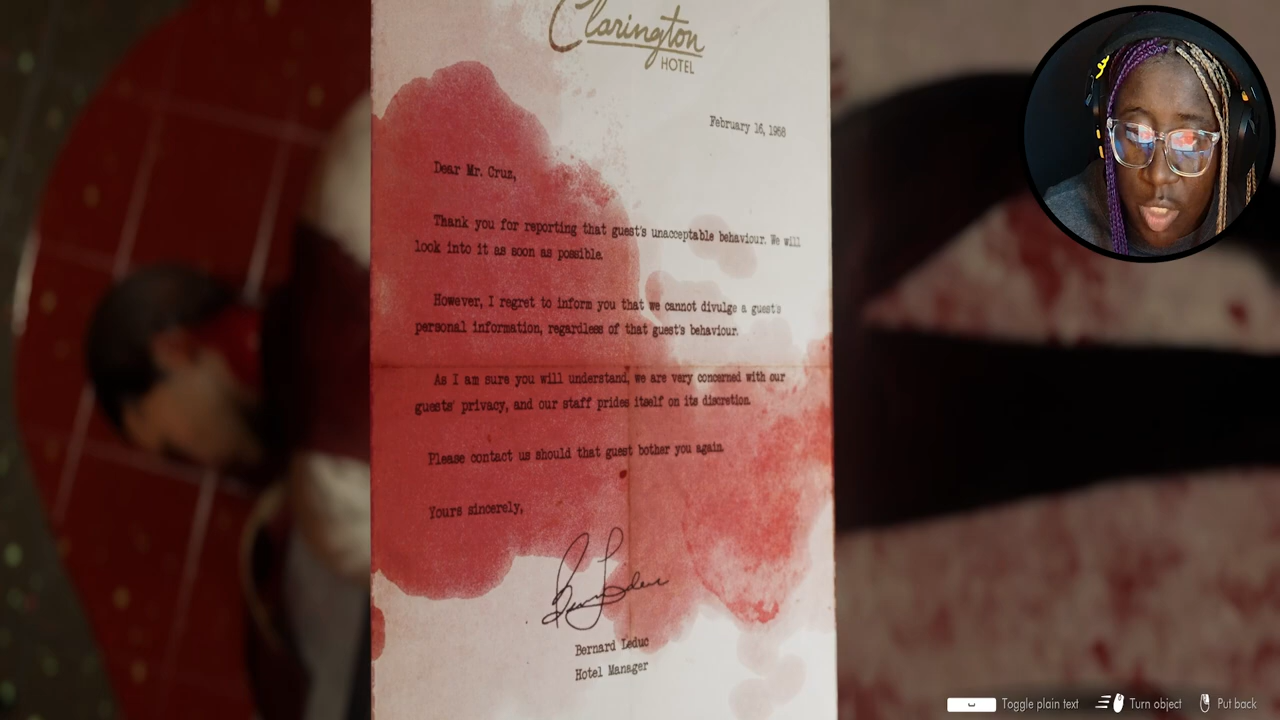 Clarington
HOTEL
February 16, 1968
Dear Mr. Cruz,
Thank you for reporting that guest's unacceptable behaviour. We will
look into it as soon as possible.
However, I regret to inform you that we cannot divulge a guest's
personal information, regardless of that guest's behaviour.
As I am sure you will understand, we are very concerned with our
guests' privacy, and our staff prides itself on its discretion.
Please contact us should that guest bother you again.
Yours sincerely,
Bernard Leduc
Hotel Manager
Toggle plain text
Turn object
Put back